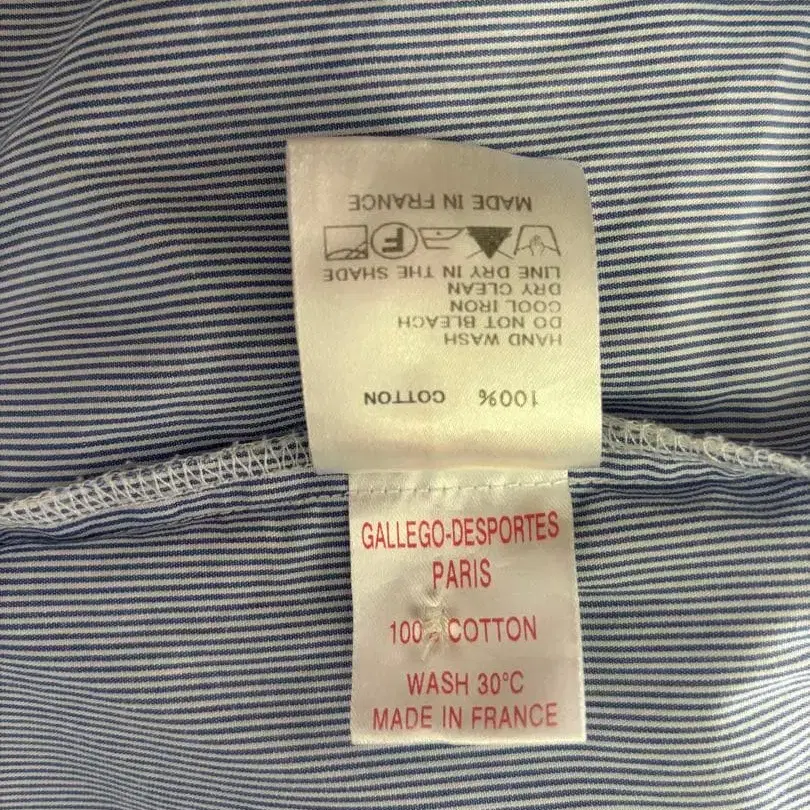 100% COTTON
HAND WASH
DO NOT BLEACH
COOL IRON
DRY CLEAN
LINE DRY IN THE SHADE
F
MADE IN FRANCE
GALLEGO-DESPORTES
PARIS
100% COTTON
WASH 30°C
MADE IN FRANCE